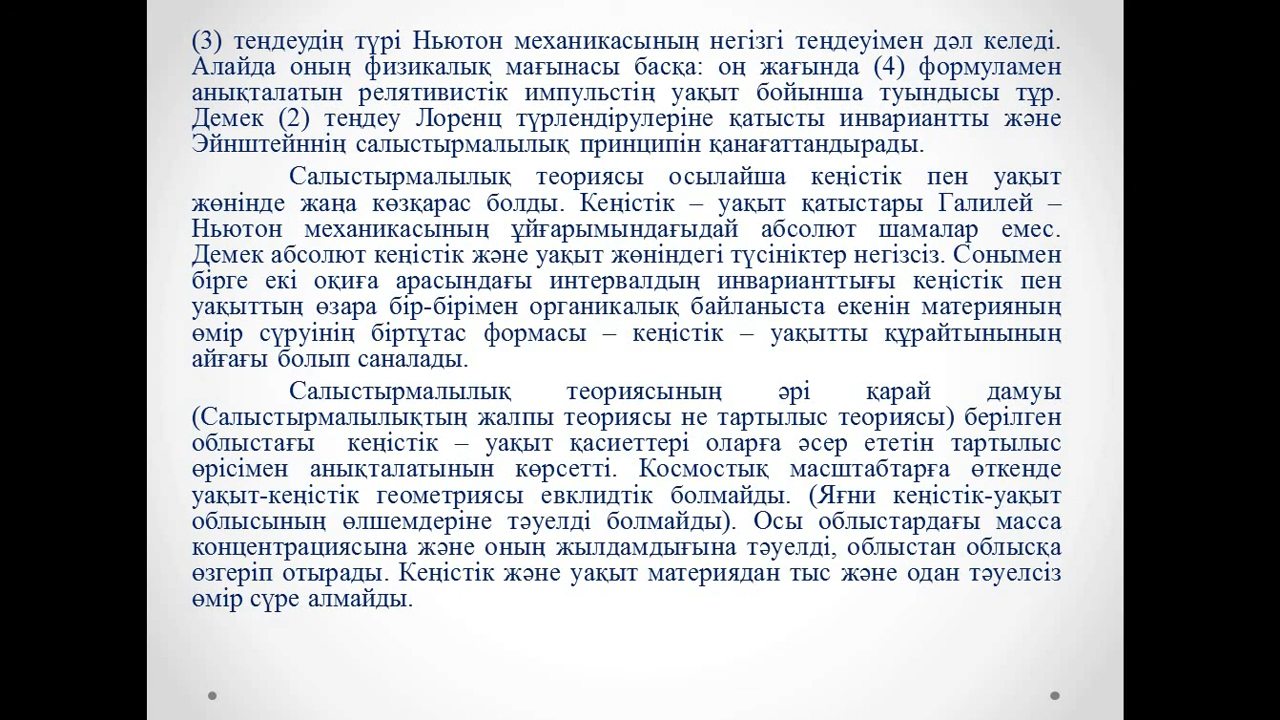 (3) теңдеудің түрі Ньютон механикасының негізгі теңдеуімен дәл келеді.
Алайда оның физикалық мағынасы басқа: оң жағында (4) формуламен
анықталатын релятивистік импульстің уақыт бойынша туындысы тұр.
Демек (2) теңдеу Лоренц түрлендірулеріне қатысты инвариантты және
Эйнштейннің салыстырмалылық принципін қанағаттандырады.
Салыстырмалылық теориясы осылайша кеңістік пен уақыт
жөнінде жаңа көзқарас болды. Кеңістік – уақыт қатыстары Галилей –
Ньютон механикасының ұйғарымындағыдай абсолют шамалар емес.
Демек абсолют кеңістік және уақыт жөніндегі түсініктер негізсіз. Сонымен
бірге екі оқиға арасындағы интервалдың инварианттығы кеңістік пен
уақыттың өзара бір-бірімен органикалық байланыста екенін материяның
өмір сүруінің біртұтас формасы – кеңістік – уақытты құрайтынының
айғағы болып саналады.
Салыстырмалылық теориясының әрі қарай дамуы
(Салыстырмалылықтың жалпы теориясы не тартылыс теориясы) берілген
облыстағы кеңістік – уақыт қасиеттері оларға әсер ететін тартылыс
өрісімен анықталатынын көрсетті. Космостық масштабтарға өткенде
уақыт-кеңістік геометриясы евклидтік болмайды. (Яғни кеңістік-уақыт
облысының өлшемдеріне тәуелді болмайды). Осы облыстардағы масса
концентрациясына және оның жылдамдығына тәуелді, облыстан облысқа
өзгеріп отырады. Кеңістік және уақыт материядан тыс және одан тәуелсіз
өмір сүре алмайды.